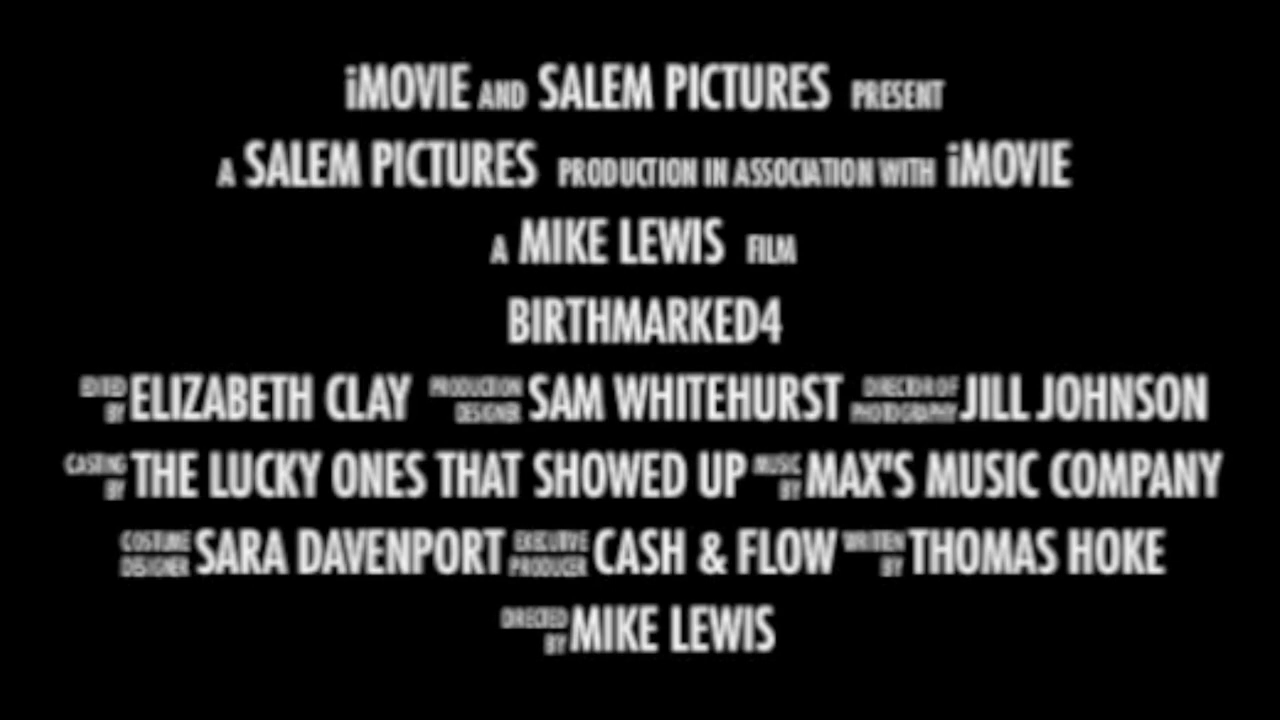 iMOVIE AND SALEM PICTURES PRESENT
A SALEM PICTURES PRODUCTION IN ASSOCIATION WITH iMOVIE
A MIKE LEWIS FILM
BIRTHMARKED4
EDITED BY ELIZABETH CLAY PRODUCTION DESIGNER SAM WHITEHURST DIRECTOR OF PHOTOGRAPHY JILL JOHNSON
CASTING BY THE LUCKY ONES THAT SHOWED UP MUSIC BY MAX'S MUSIC COMPANY
COSTUME DESIGNER SARA DAVENPORT EXECUTIVE PRODUCER CASH & FLOW WRITTEN BY THOMAS HOKE
DIRECTED BY MIKE LEWIS